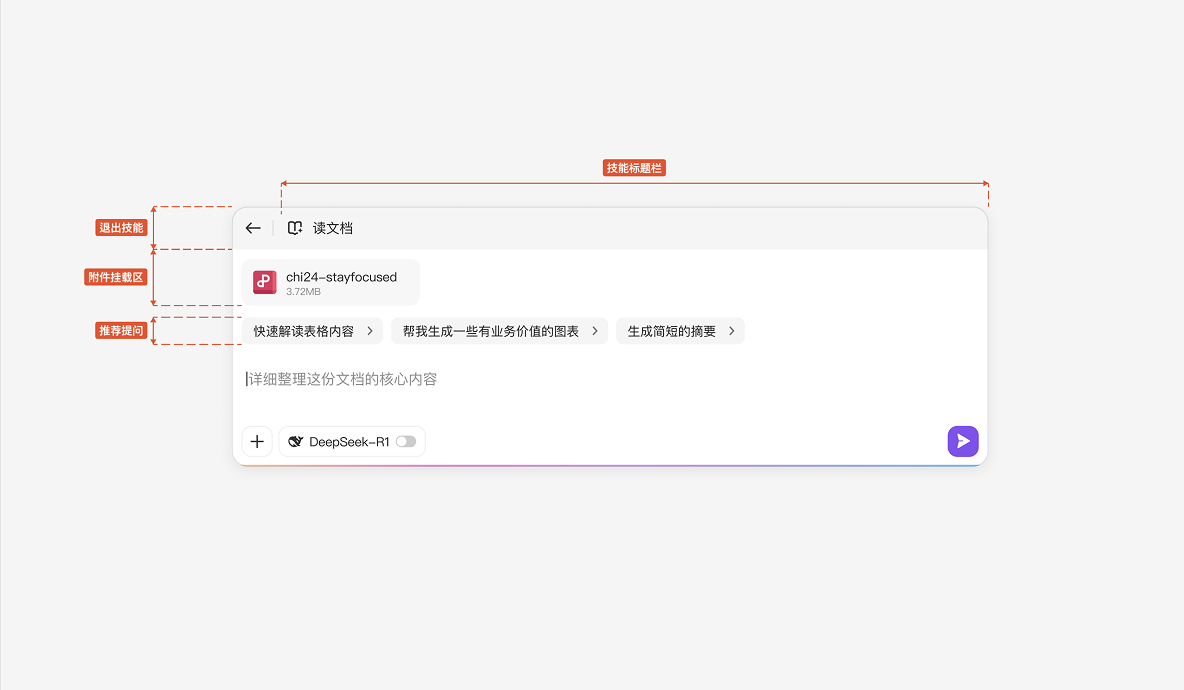 技能标题栏
退出技能
读文档
附件挂载区
chi24-stayfocused
3.72MB
推荐提问
快速解读表格内容
帮我生成一些有业务价值的图表
生成简短的摘要
详细整理这份文档的核心内容
DeepSeek-R1